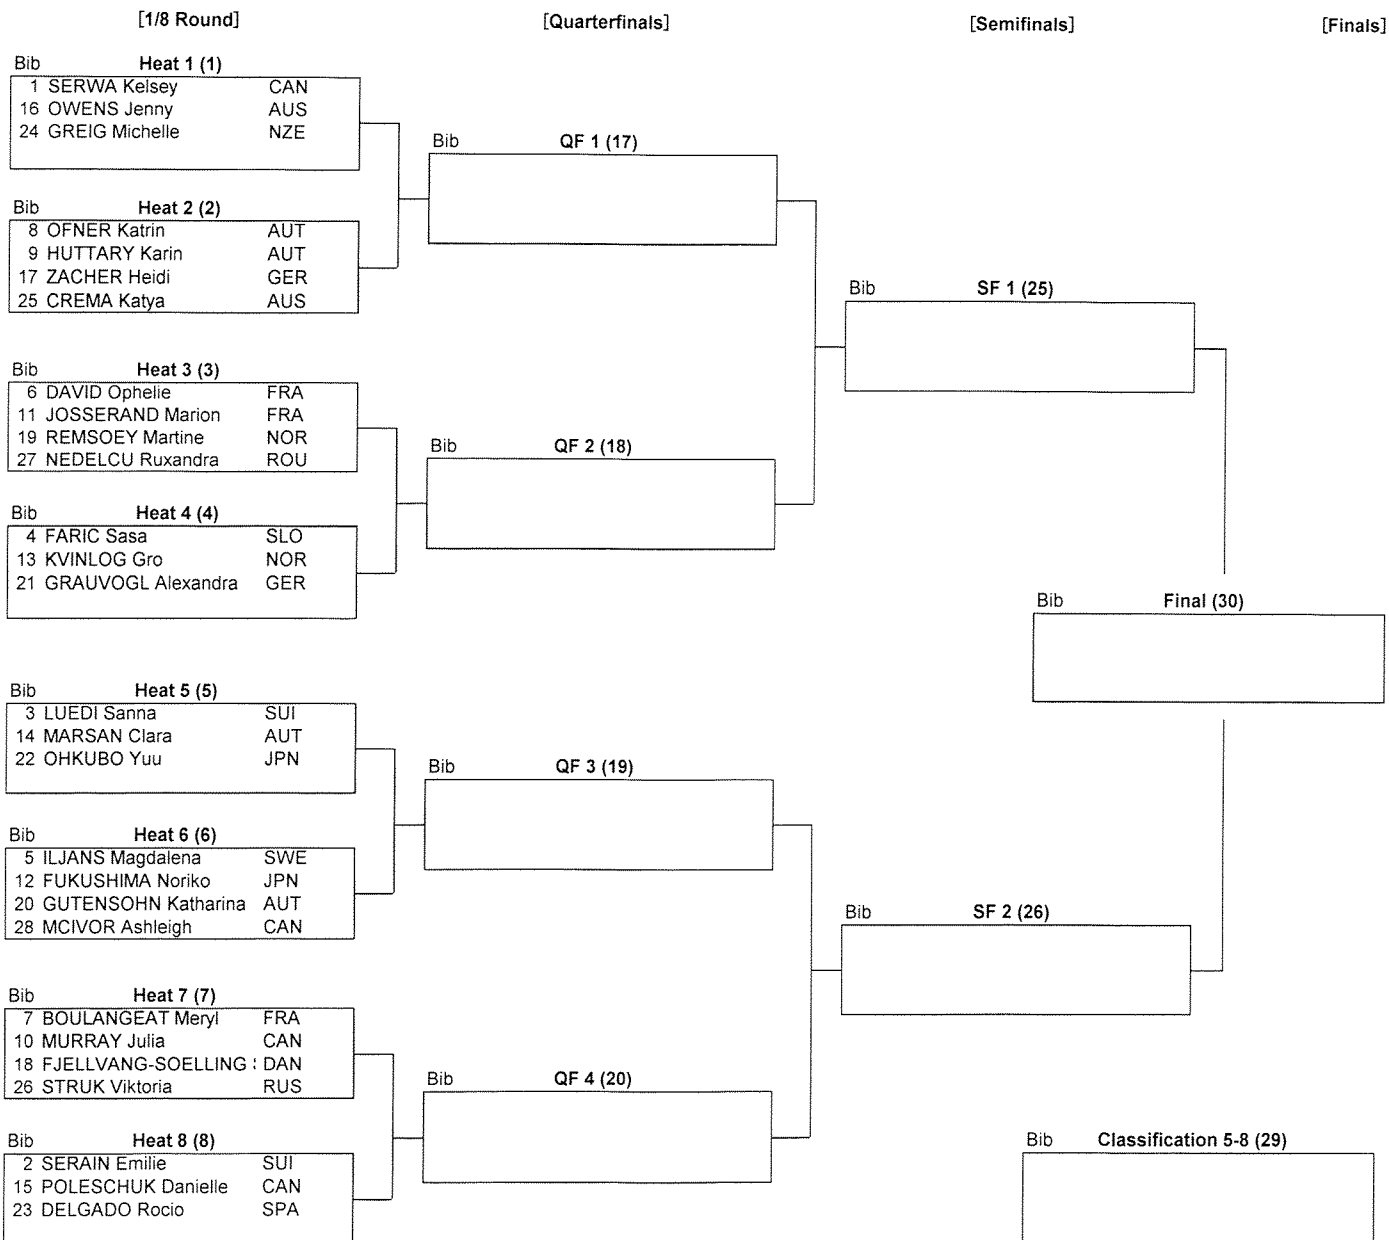 [1/8 Round] [Quarterfinals] [Semifinals] [Finals]
Bib Heat 1 (1)
1 SERWA Kelsey CAN
16 OWENS Jenny AUS
24 GREIG Michelle NZE
Bib QF 1 (17)
Bib Heat 2 (2)
8 OFNER Katrin AUT
9 HUTTARY Karin AUT
17 ZACHER Heidi GER
25 CREMA Katya AUS
Bib SF 1 (25)
Bib Heat 3 (3)
6 DAVID Ophelie FRA
11 JOSSERAND Marion FRA
19 REMSOEY Martine NOR
27 NEDELCU Ruxandra ROU
Bib QF 2 (18)
Bib Heat 4 (4)
4 FARIC Sasa SLO
13 KVINLOG Gro NOR
21 GRAUVOGL Alexandra GER
Bib Final (30)
Bib Heat 5 (5)
3 LUEDI Sanna SUI
14 MARSAN Clara AUT
22 OHKUBO Yuu JPN
Bib QF 3 (19)
Bib Heat 6 (6)
5 ILJANS Magdalena SWE
12 FUKUSHIMA Noriko JPN
20 GUTENSOHN Katharina AUT
28 MCIVOR Ashleigh CAN
Bib SF 2 (26)
Bib Heat 7 (7)
7 BOULANGEAT Meryl FRA
10 MURRAY Julia CAN
18 FJELLVANG-SOELLING DAN
26 STRUK Viktoria RUS
Bib QF 4 (20)
Bib Heat 8 (8)
2 SERAIN Emilie SUI
15 POLESCHUK Danielle CAN
23 DELGADO Rocio SPA
Bib Classification 5-8 (29)